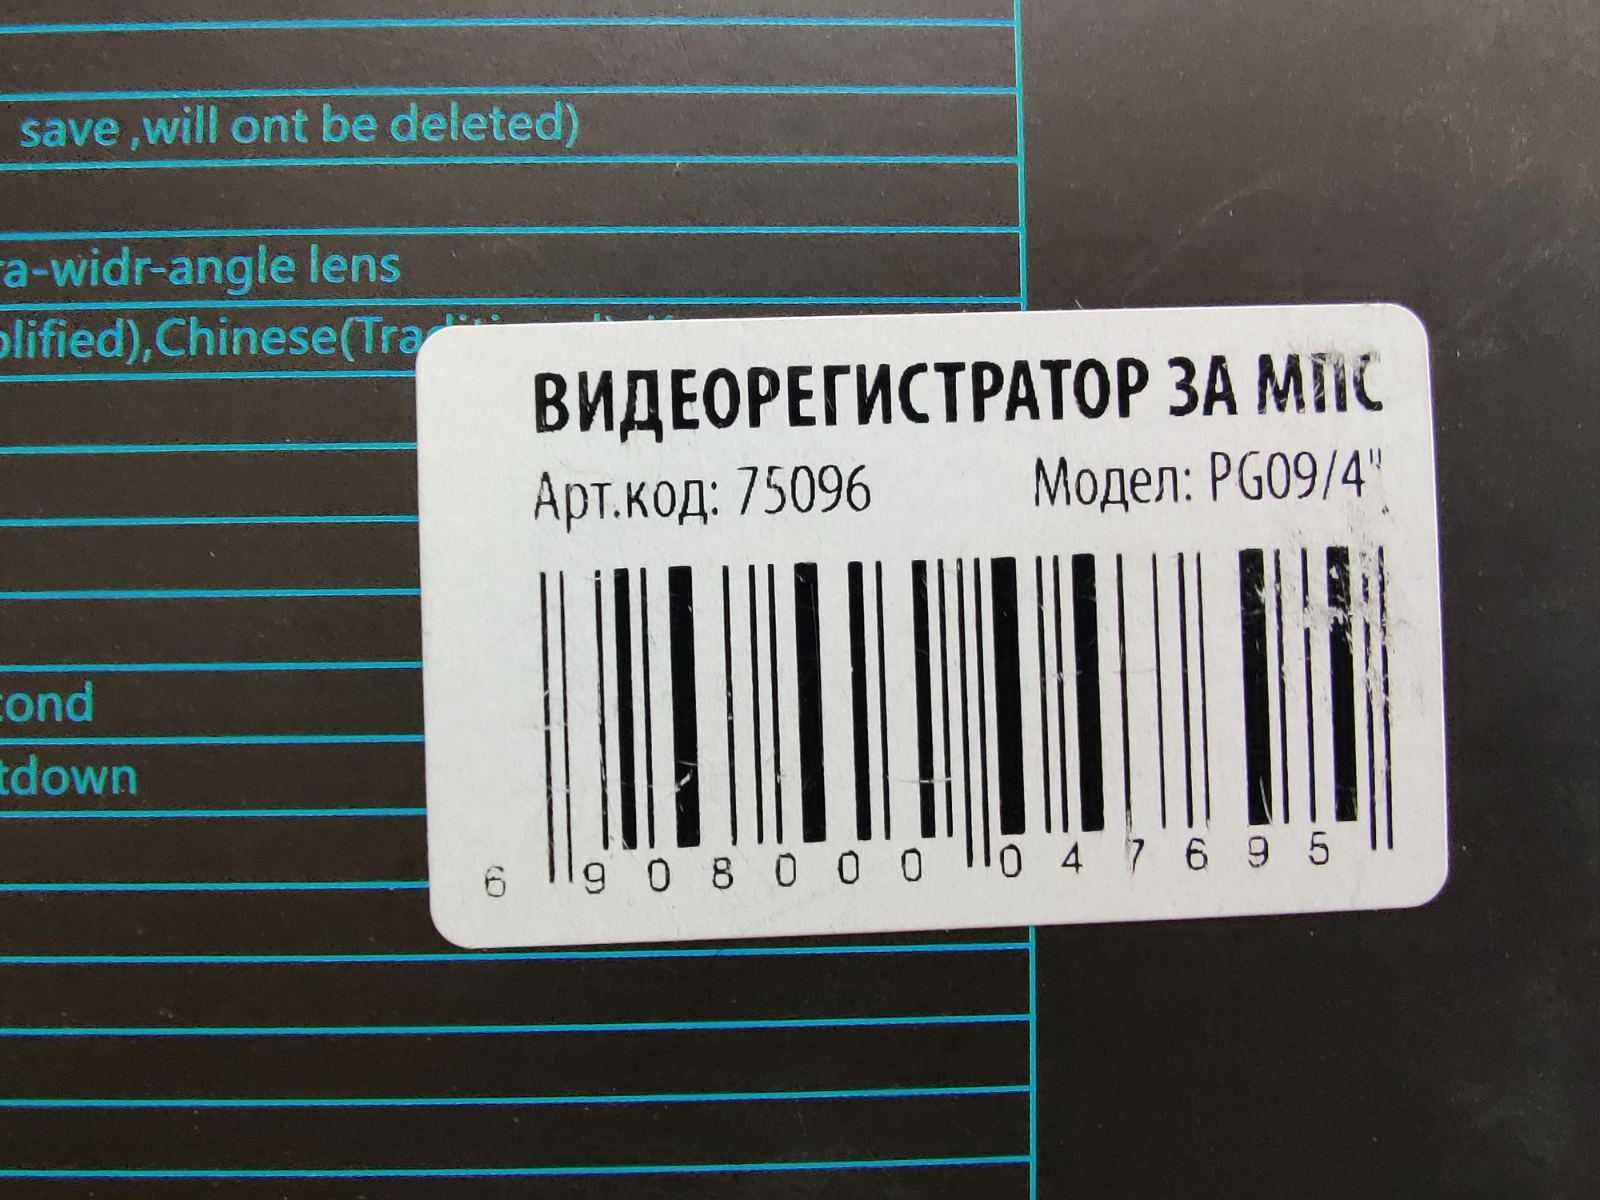 save ,will ont be deleted)
ra-widr-angle lens
plified),Chinese(Tra
ВИДЕОРЕГИСТРАТОР ЗА МПС
Арт.код: 75096 Модел: PG09/4"
cond
tdown
6 908000 047695